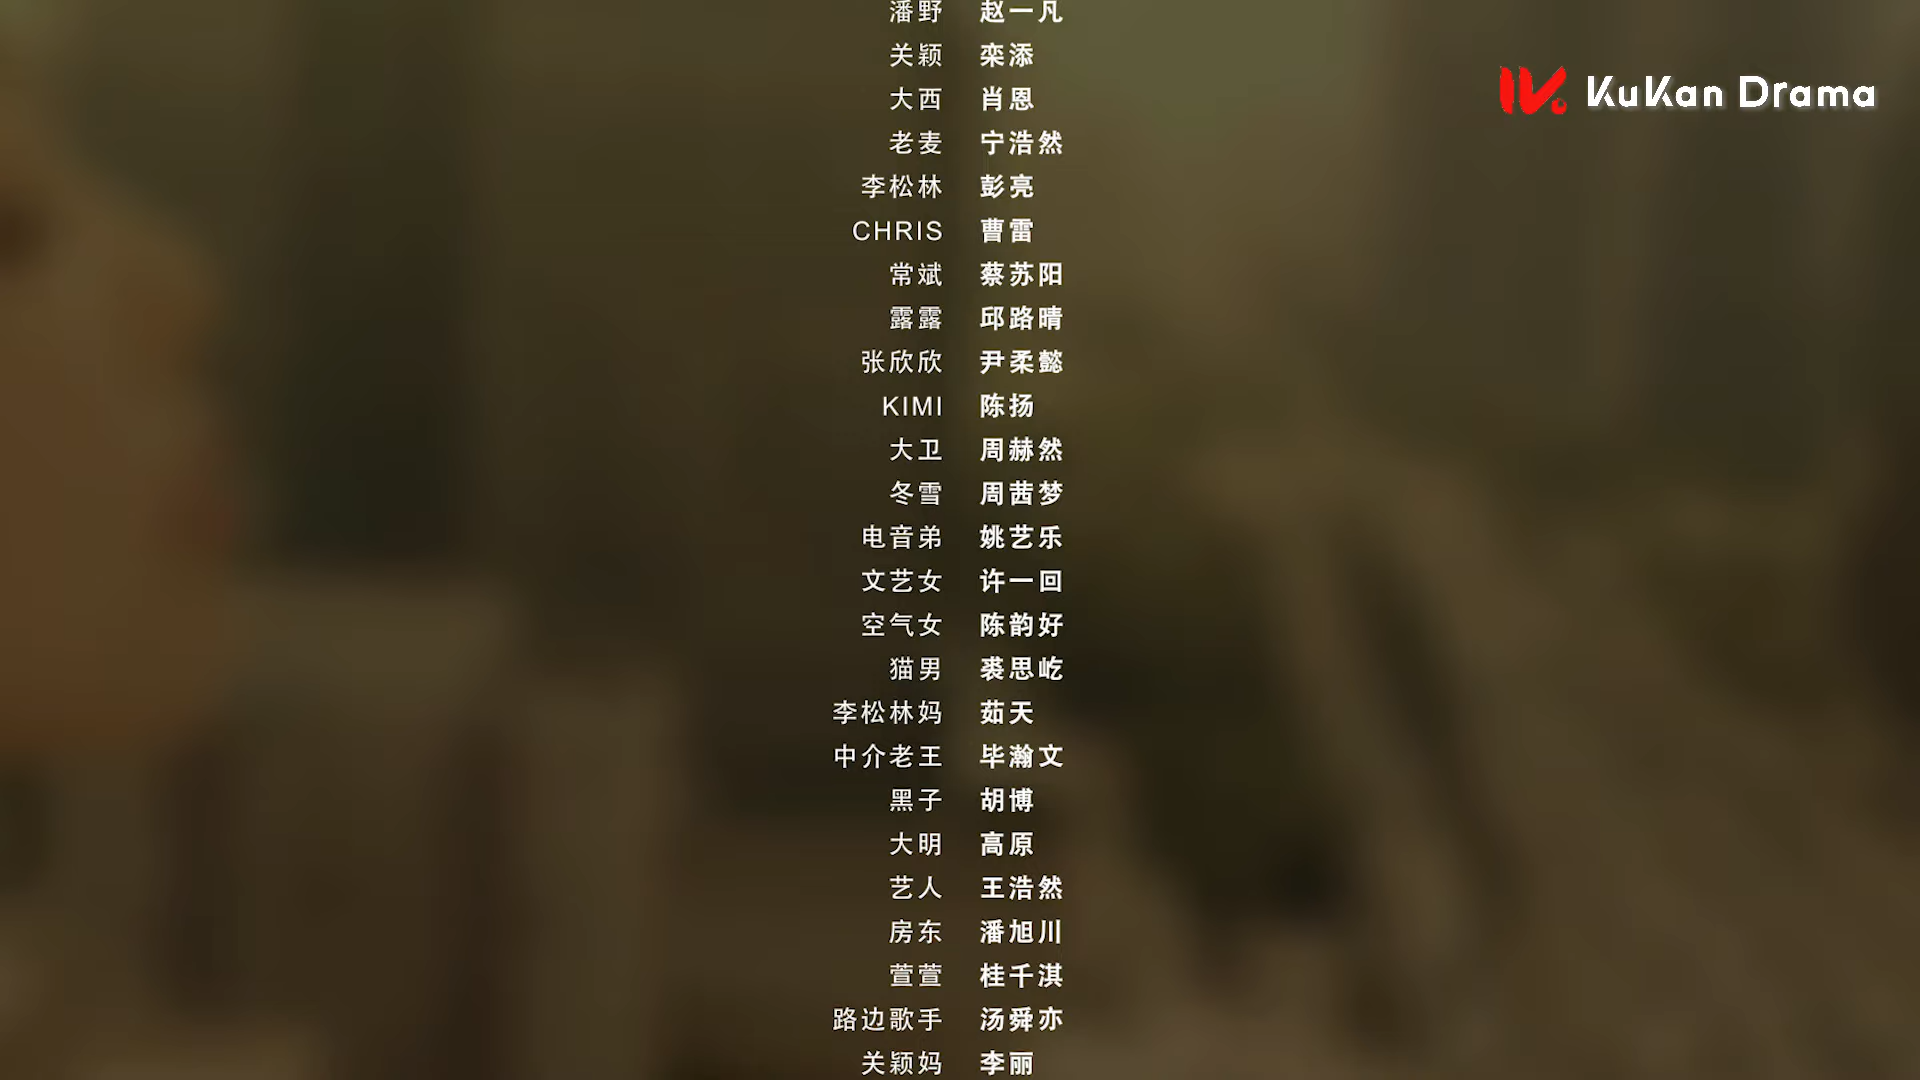 潘野 赵一凡
关颖 栾添
KuKan Drama
大西 肖恩
老麦 宁浩然
李松林 彭亮
CHRIS 曹雷
常斌 蔡苏阳
露露 邱路晴
张欣欣 尹柔懿
KIMI 陈扬
大卫 周赫然
冬雪 周茜梦
电音弟 姚艺乐
文艺女 许一回
空气女 陈韵好
猫男 裘思屹
李松林妈 茹天
中介老王 毕瀚文
黑子 胡博
大明 高原
艺人 王浩然
房东 潘旭川
萱萱 桂千淇
路边歌手 汤舜亦
关颖妈 李丽